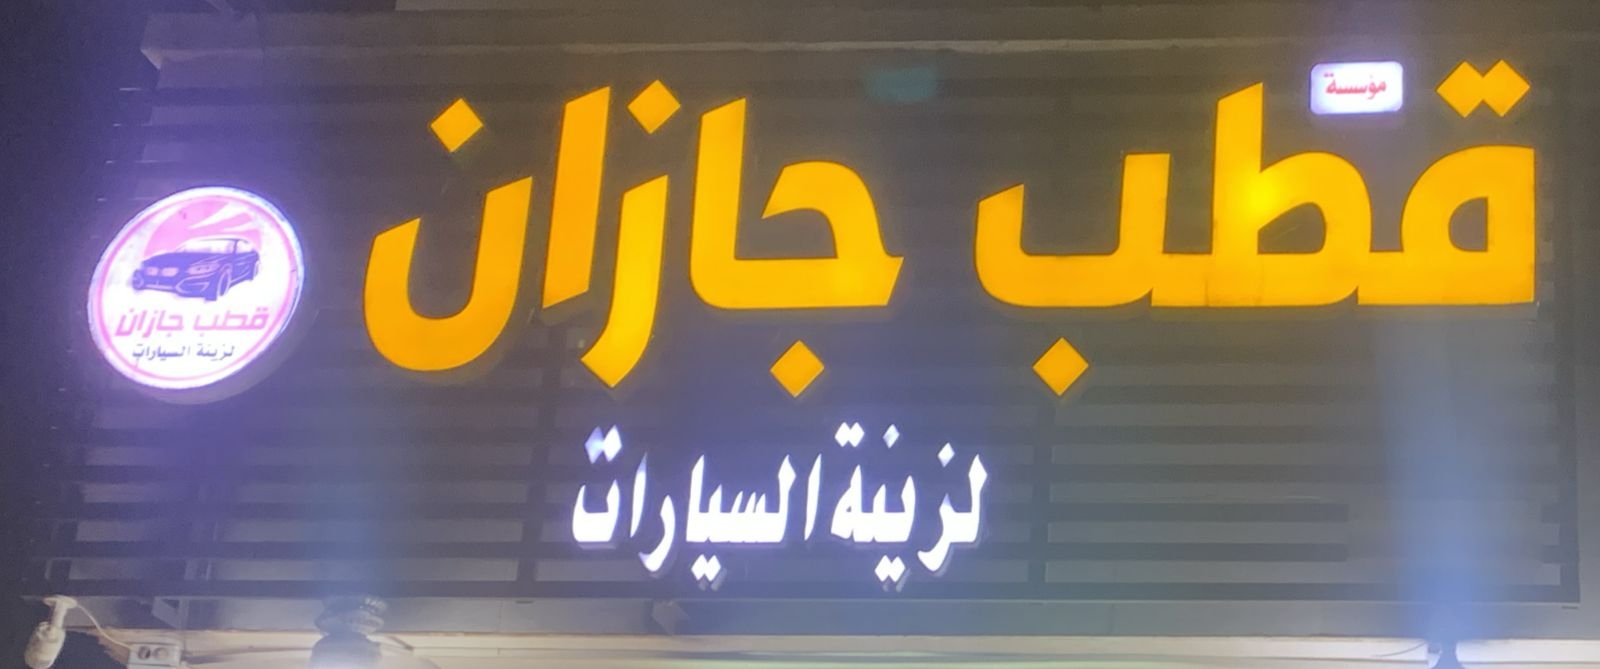 مؤسسة
قطب جازان
لزينة السيارات
قطب جازان
لزينة السيارات